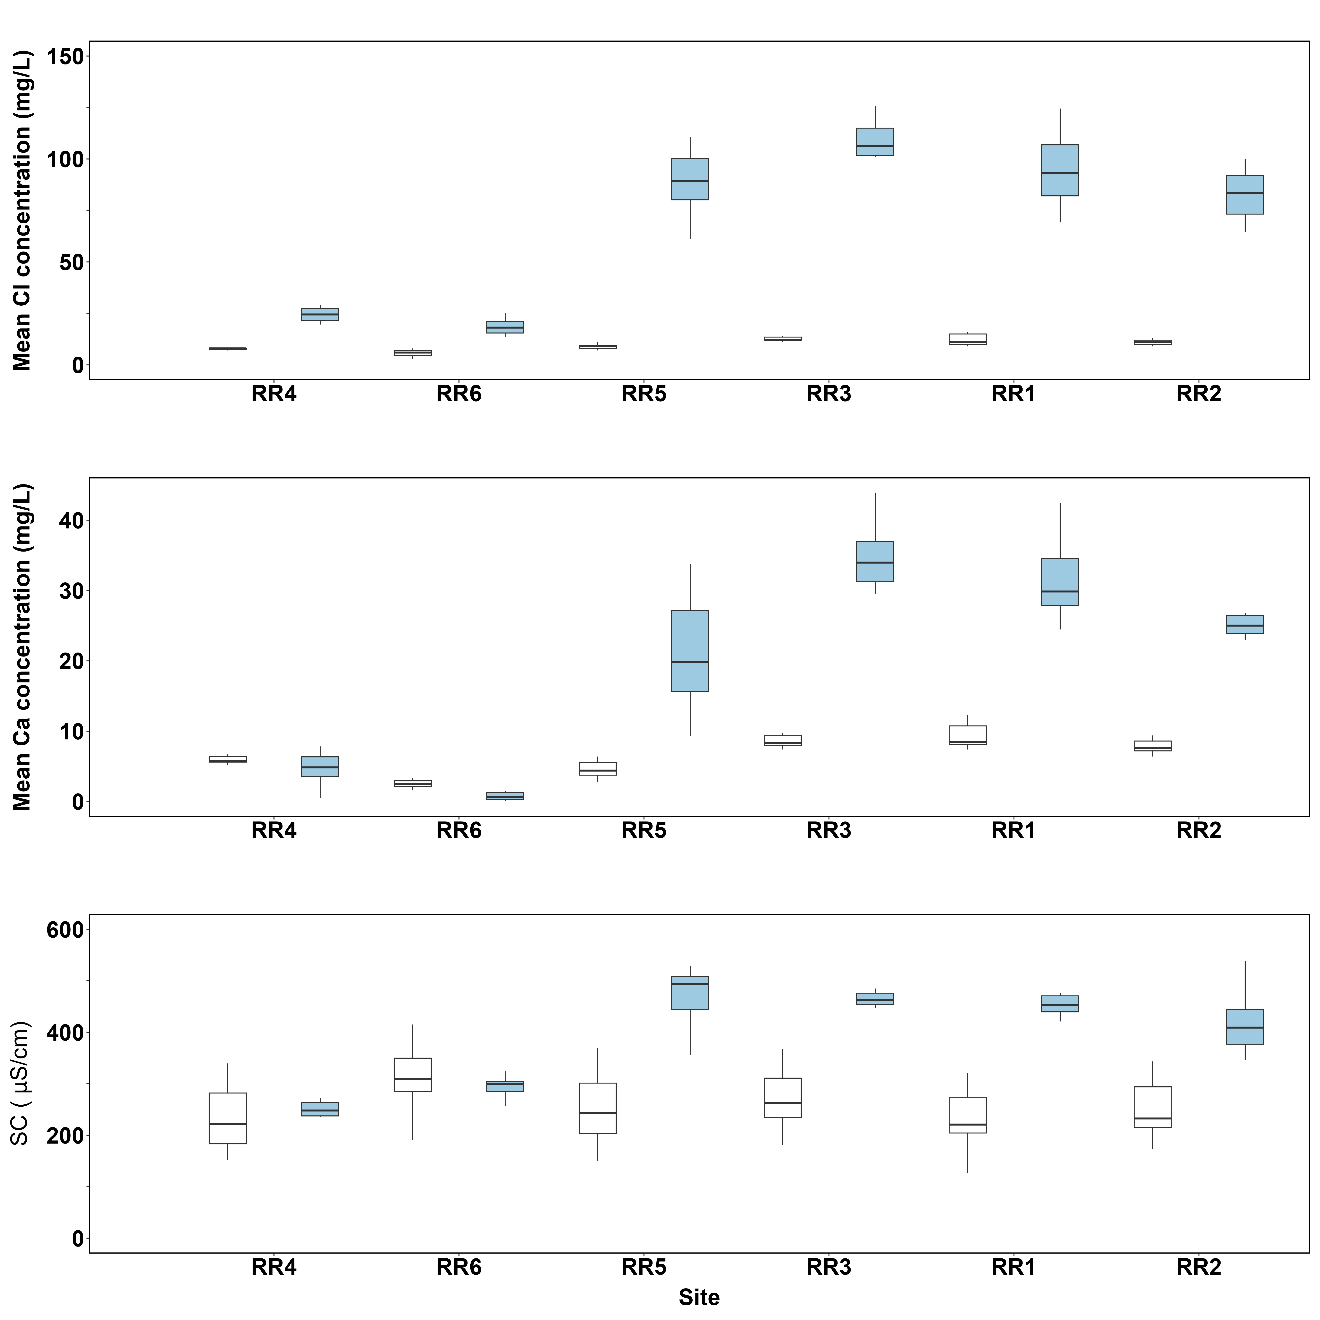 Mean Cl concentration (mg/L)
150
100
50
0
RR4 RR6 RR5 RR3 RR1 RR2
Mean Ca concentration (mg/L)
40
30
20
10
0
RR4 RR6 RR5 RR3 RR1 RR2
SC ( µS/cm)
600
400
200
0
RR4 RR6 RR5 RR3 RR1 RR2
Site